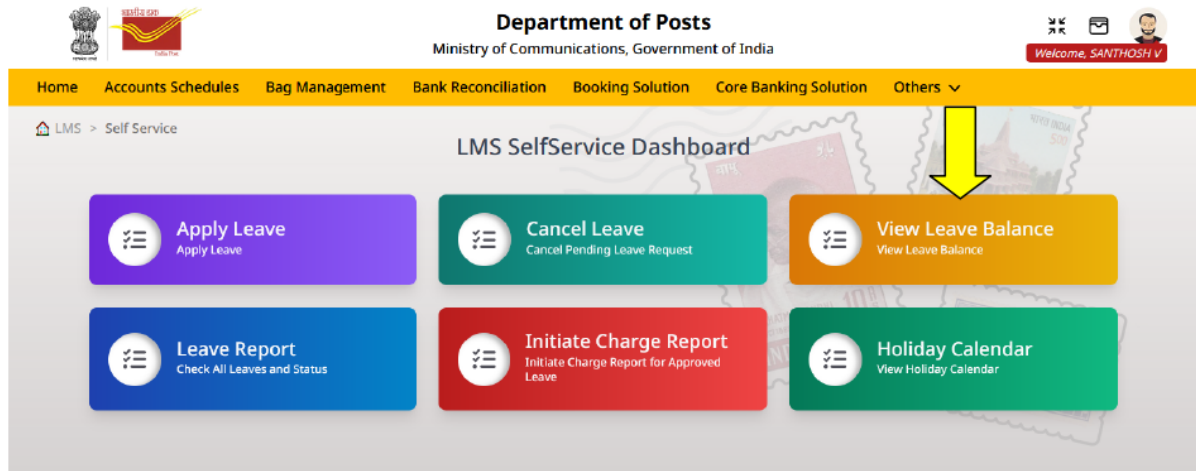 भारतीय डाक
India Post
Department of Posts
Ministry of Communications, Government of India
Welcome, SANTHOSH V
Home Accounts Schedules Bag Management Bank Reconciliation Booking Solution Core Banking Solution Others
LMS > Self Service
LMS SelfService Dashboard
Apply Leave
Apply Leave
Cancel Leave
Cancel Pending Leave Request
View Leave Balance
View Leave Balance
Leave Report
Check All Leaves and Status
Initiate Charge Report
Initiate Charge Report for Approved
Leave
Holiday Calendar
View Holiday Calendar